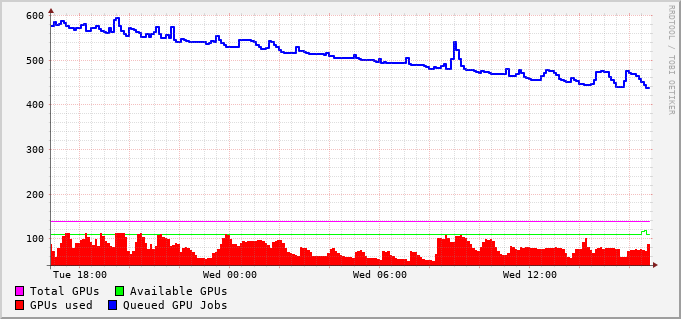 600
500
400
300
200
100
Tue 18:00 Wed 00:00 Wed 06:00 Wed 12:00
Total GPUs Available GPUs
GPUs used Queued GPU Jobs
RRDTOOL / TOBI OETIKER